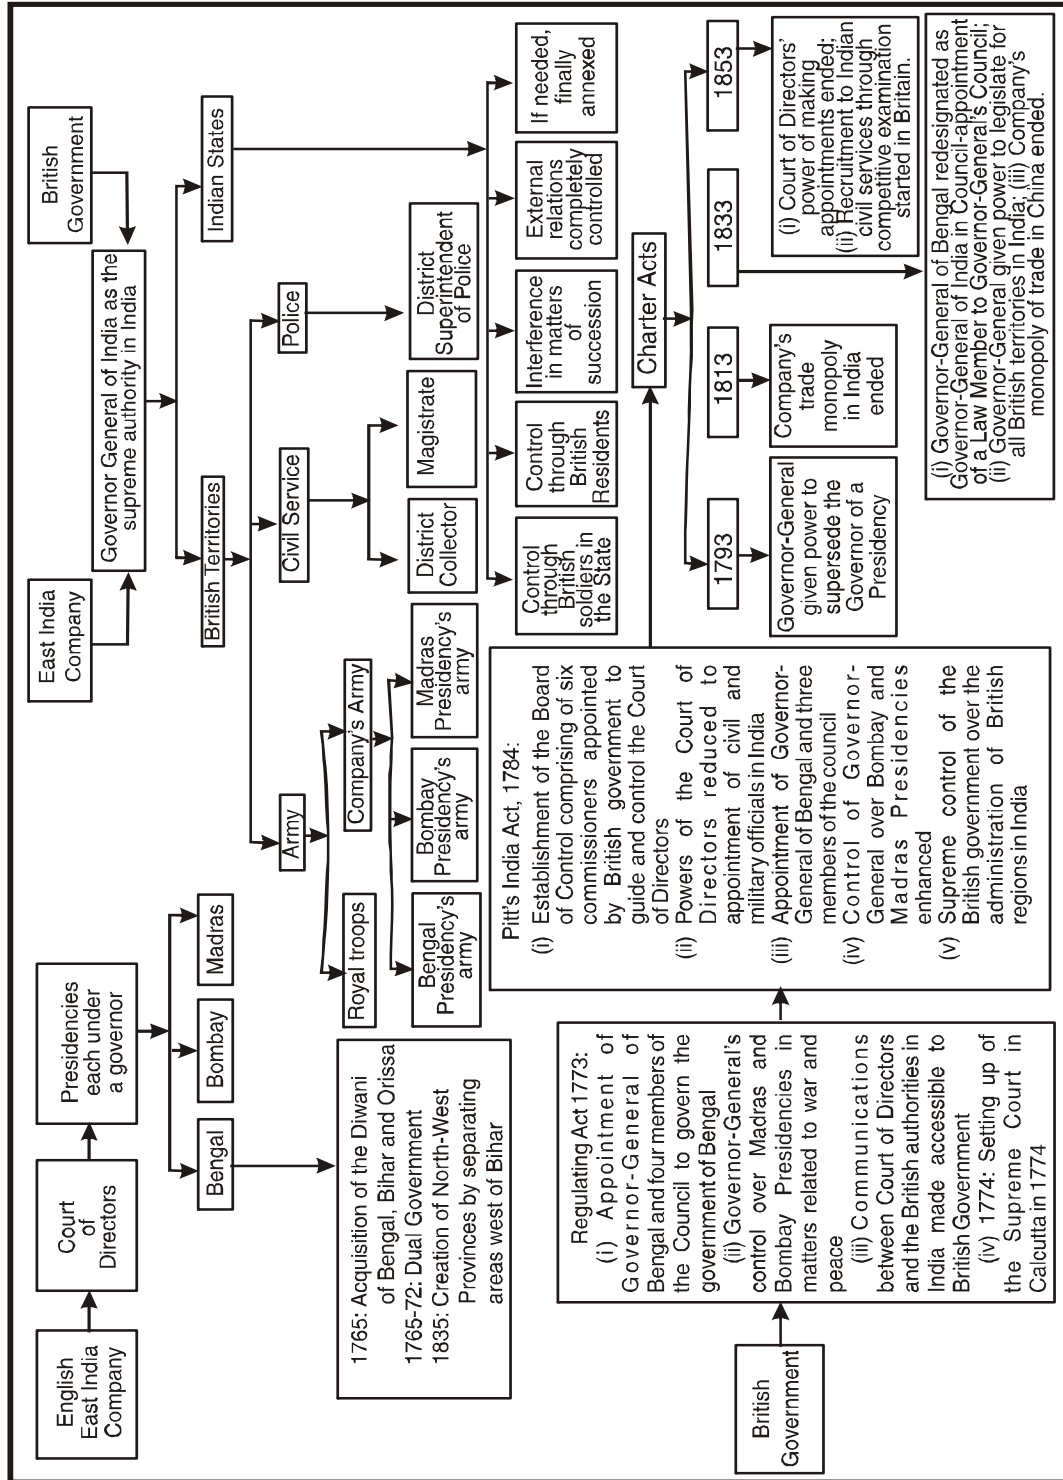 English
East India
Company
Court
of
Directors
Presidencies
each under
a governor
Bengal
Bombay
Madras
1765: Acquisition of the Diwani
of Bengal, Bihar and Orissa
1765-72: Dual Government
1835: Creation of North-West
Provinces by separating
areas west of Bihar
East India
Company
British
Government
Governor General of India as the
supreme authority in India
British Territories
Indian States
Army
Civil Service
Police
Royal troops
Company's Army
Bengal
Presidency's
army
Bombay
Presidency's
army
Madras
Presidency's
army
District
Collector
Magistrate
District
Superintendent
of Police
Control
through
British
soldiers in
the State
Control
through
British
Residents
Interference
in matters
of
succession
External
relations
completely
controlled
If needed,
finally
annexed
British
Government
Regulating Act 1773:
(i) Appointment of
Governor-General of
Bengal and four members of
the Council to govern the
government of Bengal
(ii) Governor-General's
control over Madras and
Bombay Presidencies in
matters related to war and
peace
(iii) Communications
between Court of Directors
and the British authorities in
India made accessible to
British Government
(iv) 1774: Setting up of
the Supreme Court in
Calcutta in 1774
Pitt's India Act, 1784:
(i) Establishment of the Board
of Control comprising of six
commissioners appointed
by British government to
guide and control the Court
of Directors
(ii) Powers of the Court of
Directors reduced to
appointment of civil and
military officials in India
(iii) Appointment of Governor-
General of Bengal and three
members of the council
(iv) Control of Governor-
General over Bombay and
Madras Presidencies
enhanced
(v) Supreme control of the
British government over the
administration of British
regions in India
Charter Acts
1793
1813
1833
1853
Governor-General
given power to
supersede the
Governor of a
Presidency
Company's
trade
monopoly
in India
ended
(i) Governor-General of Bengal redesignated as
Governor-General of India in Council-appointment
of a Law Member to Governor-General's Council;
(ii) Governor-General given power to legislate for
all British territories in India; (iii) Company's
monopoly of trade in China ended.
(i) Court of Directors'
power of making
appointments ended;
(ii) Recruitment to Indian
civil services through
competitive examination
started in Britain.